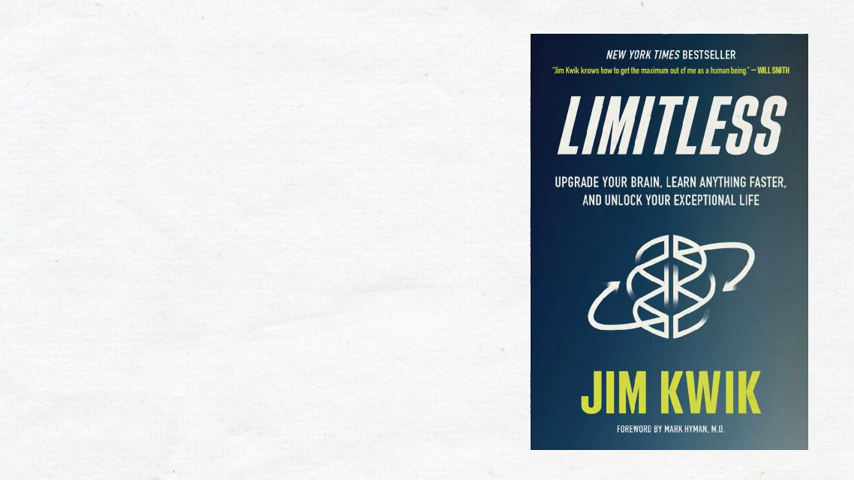 NEW YORK TIMES BESTSELLER
"Jim Kwik knows how to get the maximum out of me as a human being." — WILL SMITH
LIMITLESS
UPGRADE YOUR BRAIN, LEARN ANYTHING FASTER,
AND UNLOCK YOUR EXCEPTIONAL LIFE
JIM KWIK
FOREWORD BY MARK HYMAN, M.D.